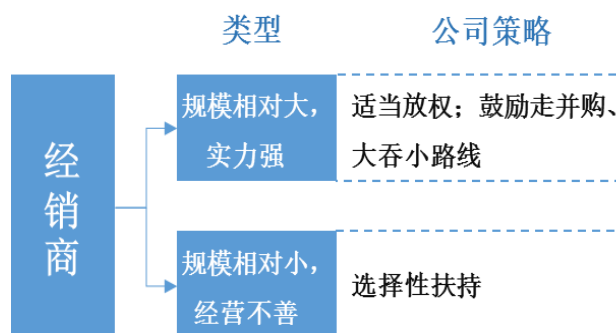 类型
公司策略
经销商
规模相对大，
实力强
适当放权；鼓励走并购、
大吞小路线
规模相对小，
经营不善
选择性扶持